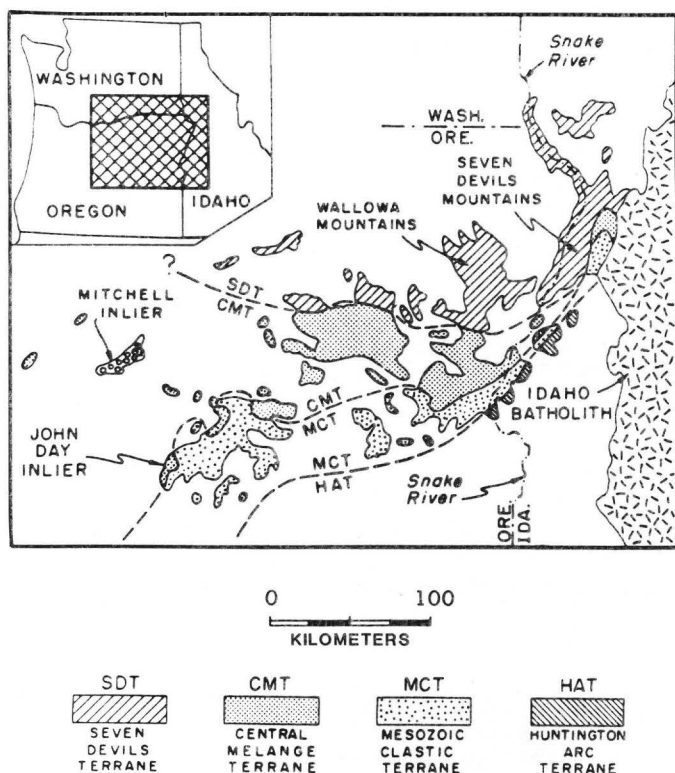 WASHINGTON
OREGON
IDAHO
Snake
River
WASH.
ORE.
SEVEN
DEVILS
MOUNTAINS
WALLOWA
MOUNTAINS
?
SDT
CMT
MITCHELL
INLIER
CMT
MCT
IDAHO
BATHOLITH
JOHN
DAY
INLIER
MCT
HAT
Snake
River
ORE.
IDA.
0 100
KILOMETERS
SDT CMT MCT HAT
SEVEN CENTRAL MESOZOIC HUNTINGTON
DEVILS MELANGE CLASTIC ARC
TERRANE TERRANE TERRANE TERRANE